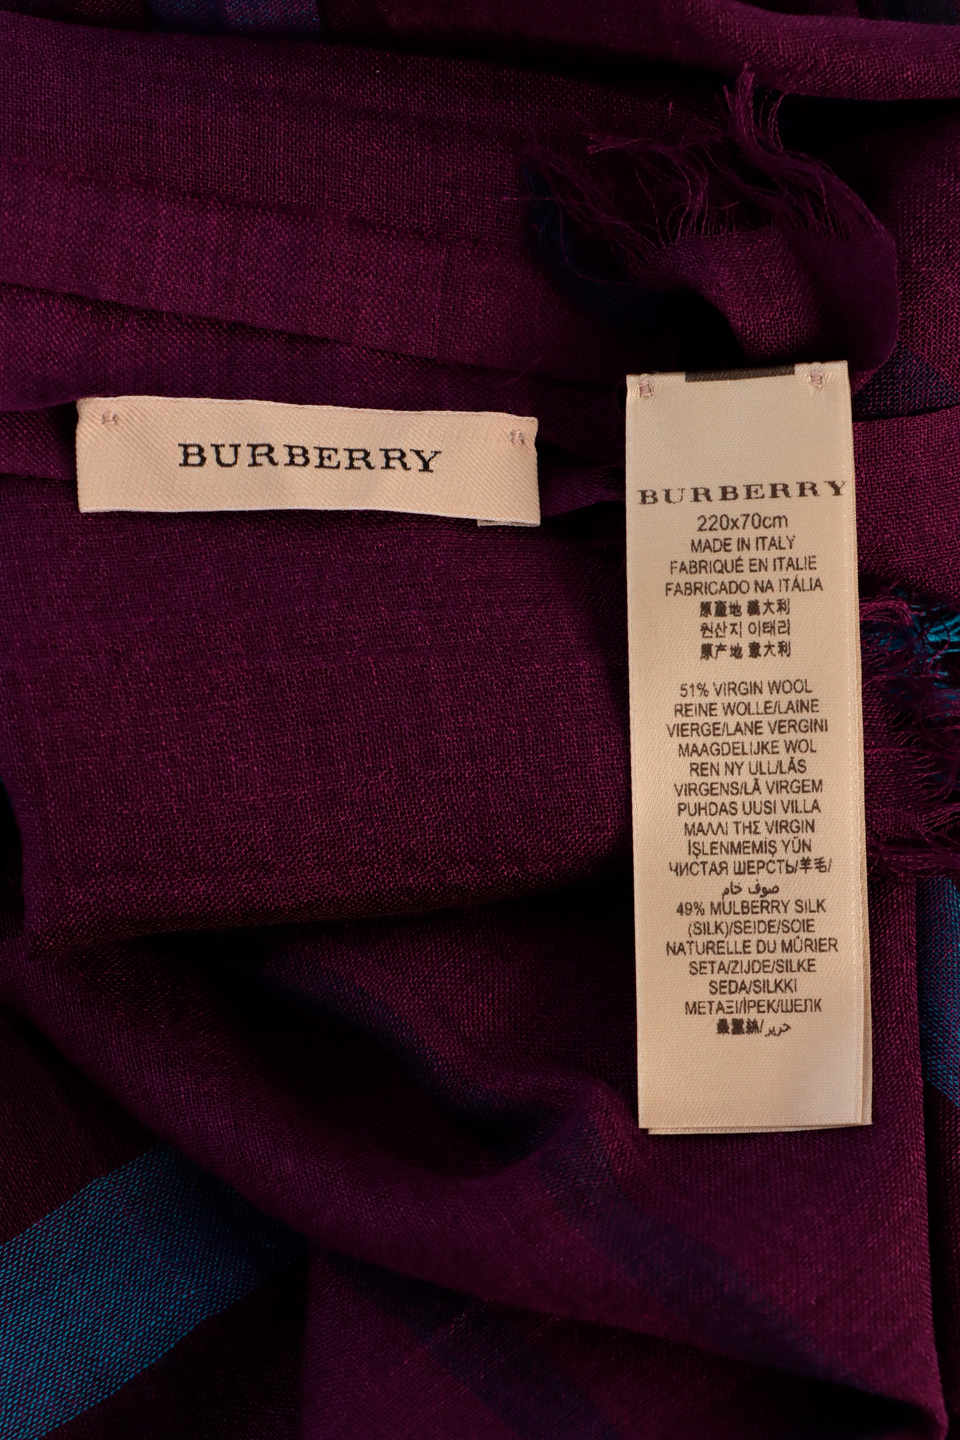 BURBERRY
BURBERRY
220x70cm
MADE IN ITALY
FABRIQUÉ EN ITALIE
FABRICADO NA ITÁLIA
原產地 義大利
원산지 이태리
原产地 意大利
51% VIRGIN WOOL
REINE WOLLE/LAINE
VIERGE/LANE VERGINI
MAAGDELIJKE WOL
REN NY ULL/LÃS
VIRGENS/LÃ VIRGEM
PUHDAS UUSI VILLA
ΜΑΛΛΙ ΤΗΣ VIRGIN
İŞLENMEMİŞ YÜN
ЧИСТАЯ ШЕРСТЬ/羊毛/
صوف خام
49% MULBERRY SILK
(SILK)/SEIDE/SOIE
NATURELLE DU MÛRIER
SETA/ZIJDE/SILKE
SEDA/SILKKI
ΜΕΤΑΞΙ/İPEK/ШЕЛК
桑蠶絲/حرير